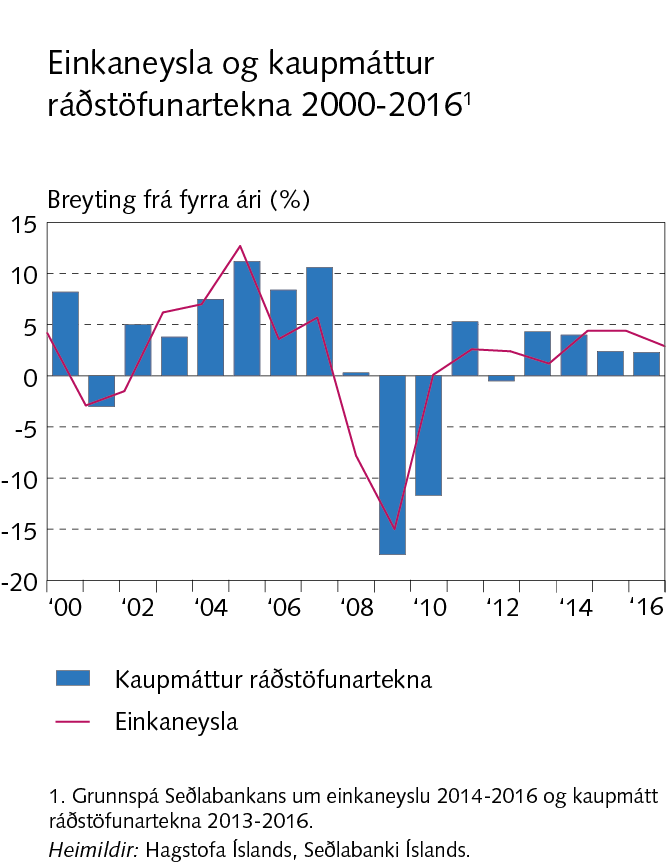 Einkaneysla og kaupmáttur
ráðstöfunartekna 2000-2016¹
Breyting frá fyrra ári (%)
15
10
5
0
-5
-10
-15
-20
‘00 ‘02 ‘04 ‘06 ‘08 ‘10 ‘12 ‘14 ‘16
Kaupmáttur ráðstöfunartekna
Einkaneysla
1. Grunnspá Seðlabankans um einkaneyslu 2014-2016 og kaupmátt
ráðstöfunartekna 2013-2016.
Heimildir: Hagstofa Íslands, Seðlabanki Íslands.